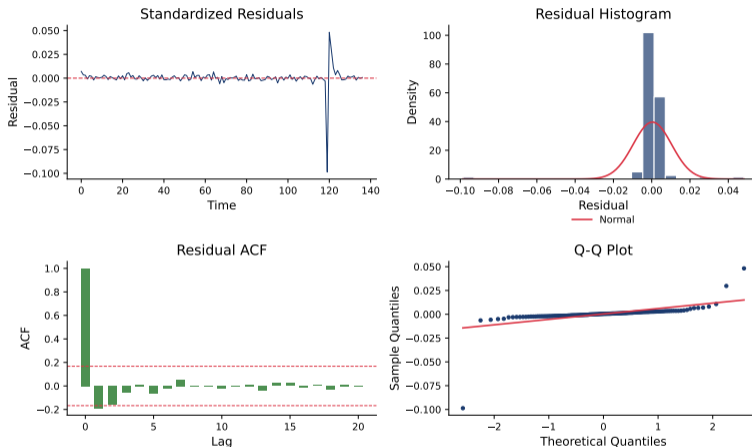 Standardized Residuals
0.050
0.025
0.000
−0.025
−0.050
−0.075
−0.100
Residual
0 20 40 60 80 100 120 140
Time
Residual Histogram
100
80
60
40
20
0
Density
−0.10 −0.08 −0.06 −0.04 −0.02 0.00 0.02 0.04
Residual
Normal
Residual ACF
1.0
0.8
0.6
0.4
0.2
0.0
−0.2
ACF
0 5 10 15 20
Lag
Q-Q Plot
0.050
0.025
0.000
−0.025
−0.050
−0.075
−0.100
Sample Quantiles
−2 −1 0 1 2
Theoretical Quantiles